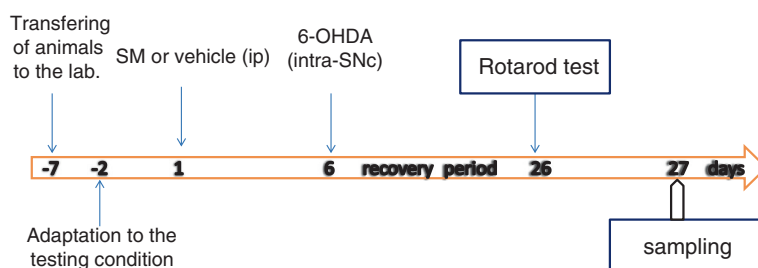 Transfering
of animals
to the lab.
SM or vehicle (ip)
6-OHDA
(intra-SNc)
Rotarod test
-7 -2 1 6 recovery period 26 27 days
Adaptation to the
testing condition
sampling